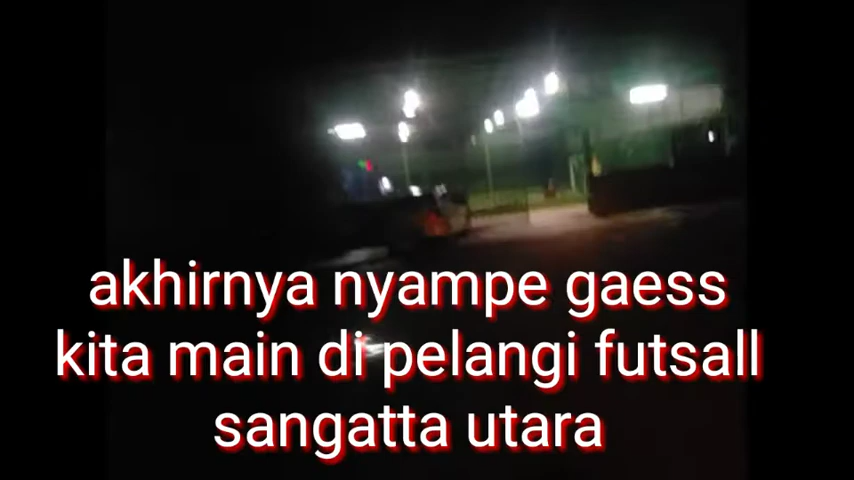 akhirnya nyampe gaess
kita main di pelangi futsall
sangatta utara